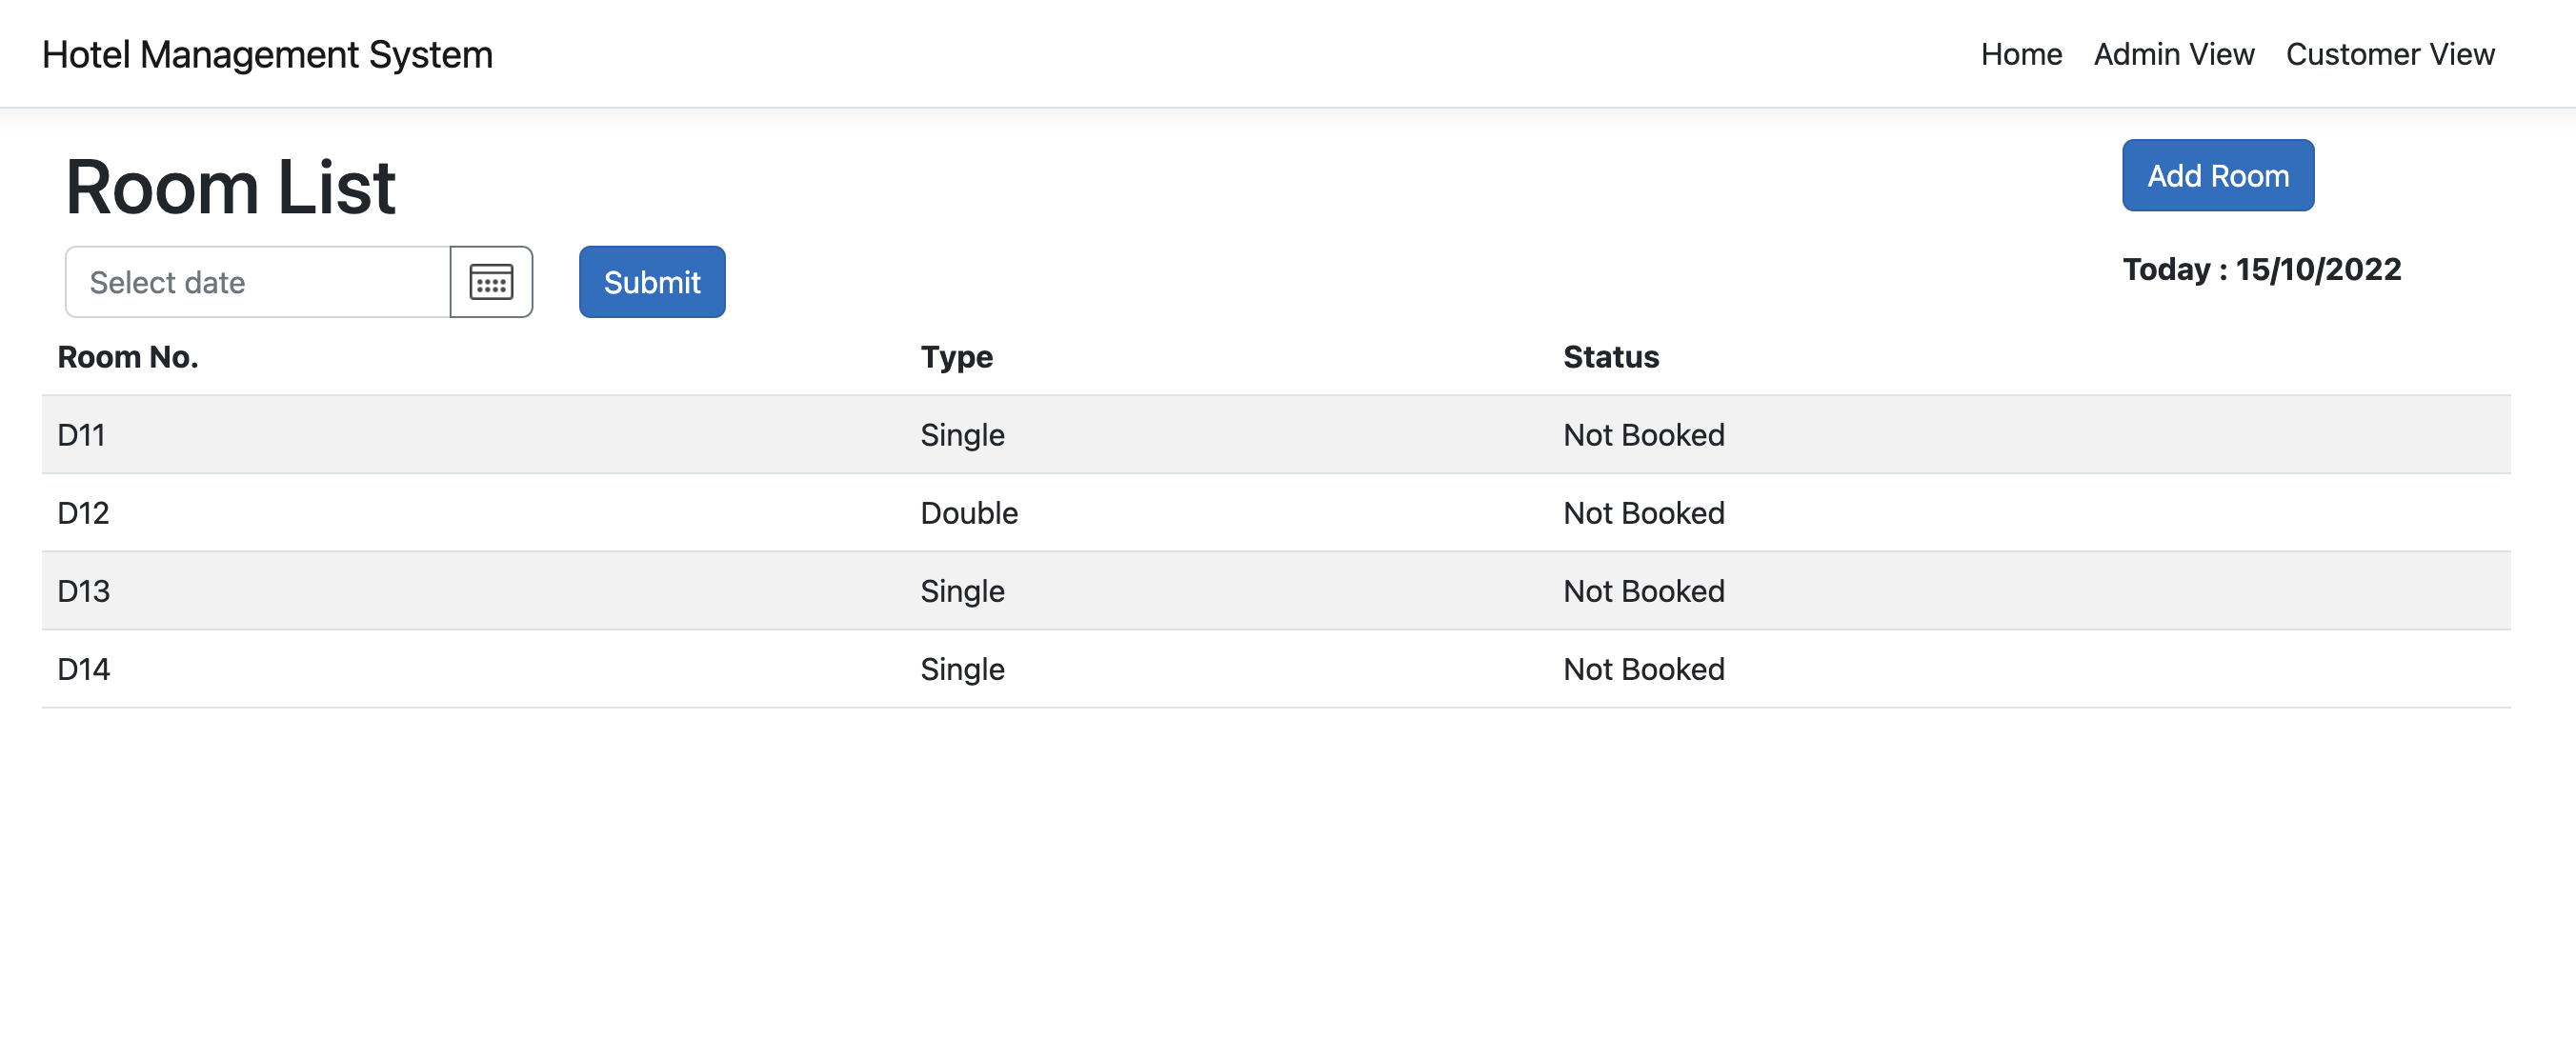 Hotel Management System
Home Admin View Customer View
Room List
Add Room
Select date
Submit
Today : 15/10/2022
Room No. Type Status
D11 Single Not Booked
D12 Double Not Booked
D13 Single Not Booked
D14 Single Not Booked